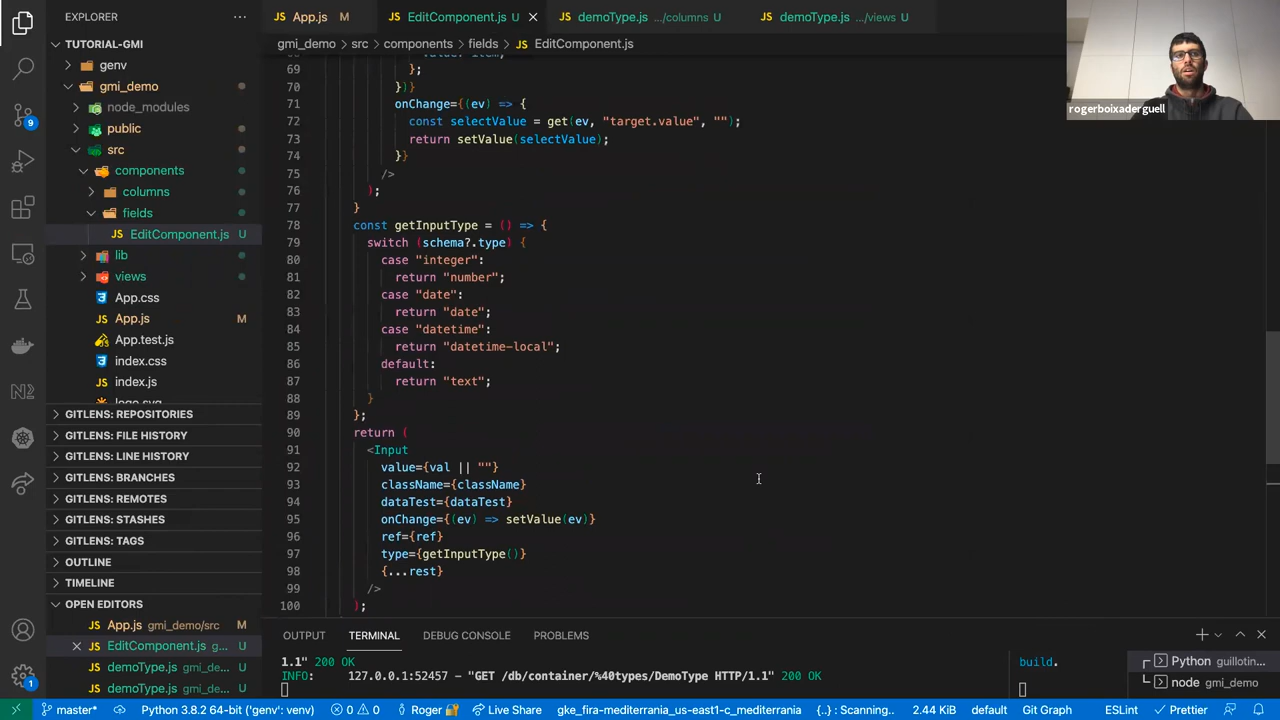 EXPLORER
TUTORIAL-GMI
genv
gmi_demo
node_modules
public
src
components
columns
fields
EditComponent.js U
lib
views
App.css
App.js M
App.test.js
index.css
index.js
GITLENS: REPOSITORIES
GITLENS: FILE HISTORY
GITLENS: LINE HISTORY
GITLENS: BRANCHES
GITLENS: REMOTES
GITLENS: STASHES
GITLENS: TAGS
OUTLINE
TIMELINE
OPEN EDITORS
App.js gmi_demo/src M
EditComponent.js g... U
demoType.js gmi_de... U
demoType.js gmi_de... U
9
1
App.js M
EditComponent.js U
demoType.js .../columns U
demoType.js .../views U
gmi_demo > src > components > fields > EditComponent.js
69 };
70 })}
71 onChange={(ev) => {
72 const selectValue = get(ev, "target.value", "");
73 return setValue(selectValue);
74 }}
75 />
76 );
77 }
78 const getInputType = () => {
79 switch (schema?.type) {
80 case "integer":
81 return "number";
82 case "date":
83 return "date";
84 case "datetime":
85 return "datetime-local";
86 default:
87 return "text";
88 }
89 };
90 return (
91 <Input
92 value={val || ""}
93 className={className}
94 dataTest={dataTest}
95 onChange={(ev) => setValue(ev)}
96 ref={ref}
97 type={getInputType()}
98 {...rest}
99 />
100 );
rogerboixaderguell
OUTPUT TERMINAL DEBUG CONSOLE PROBLEMS
1.1" 200 OK
INFO: 127.0.0.1:52457 - "GET /db/container/%40types/DemoType HTTP/1.1" 200 OK
build.
Python guillotin...
node gmi_demo
master* Python 3.8.2 64-bit ('genv': venv) 0 0 Roger Live Share gke_fira-mediterrania_us-east1-c_mediterrania {..} : Scanning... 2.44 KiB default Git Graph ESLint Prettier